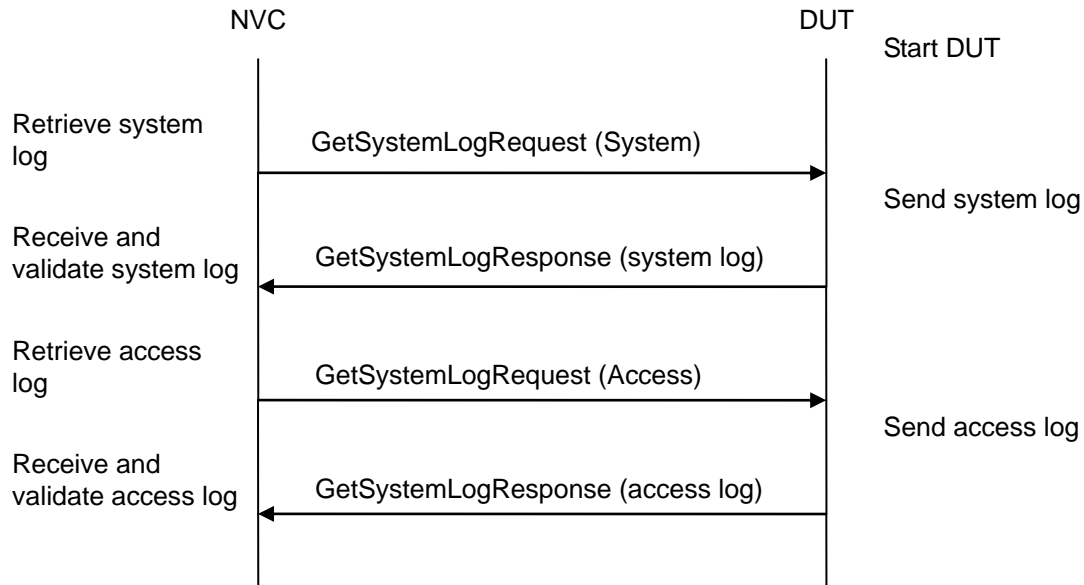 NVC
DUT
Start DUT
Retrieve system
log
GetSystemLogRequest (System)
Send system log
Receive and
validate system log
GetSystemLogResponse (system log)
Retrieve access
log
GetSystemLogRequest (Access)
Send access log
Receive and
validate access log
GetSystemLogResponse (access log)